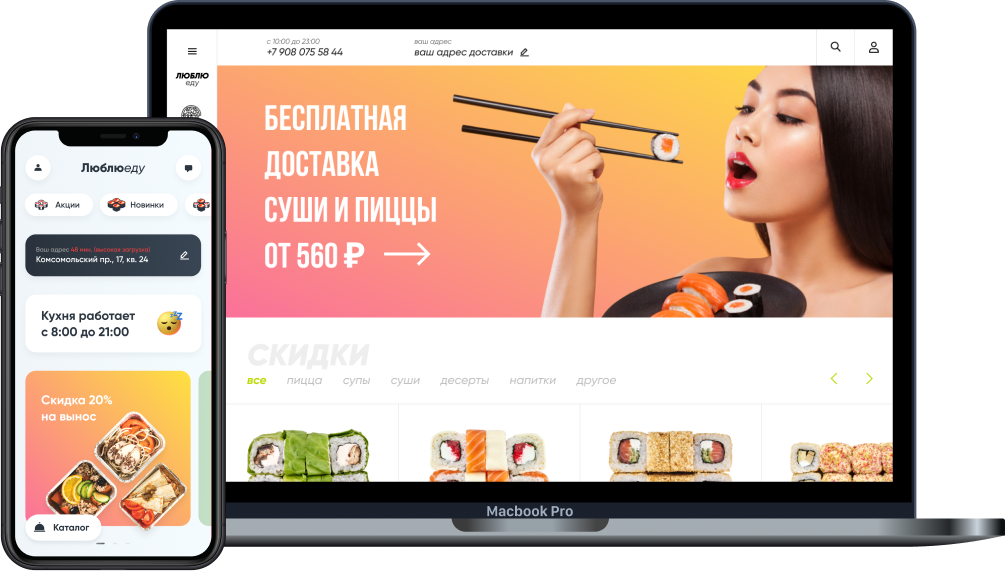 с 10:00 до 23:00
+7 908 075 58 44
ваш адрес
ваш адрес доставки
ЛЮБЛЮ
еду
БЕСПЛАТНАЯ
ДОСТАВКА
СУШИ И ПИЦЦЫ
ОТ 560 ₽
СКИДКИ
все пицца супы суши десерты напитки другое
Macbook Pro
Люблюеду
Акции Новинки
Ваш адрес 49 мин. (высокая загрузка)
Комсомольский пр., 17, кв. 24
Кухня работает
с 8:00 до 21:00
Скидка 20%
на вынос
Каталог